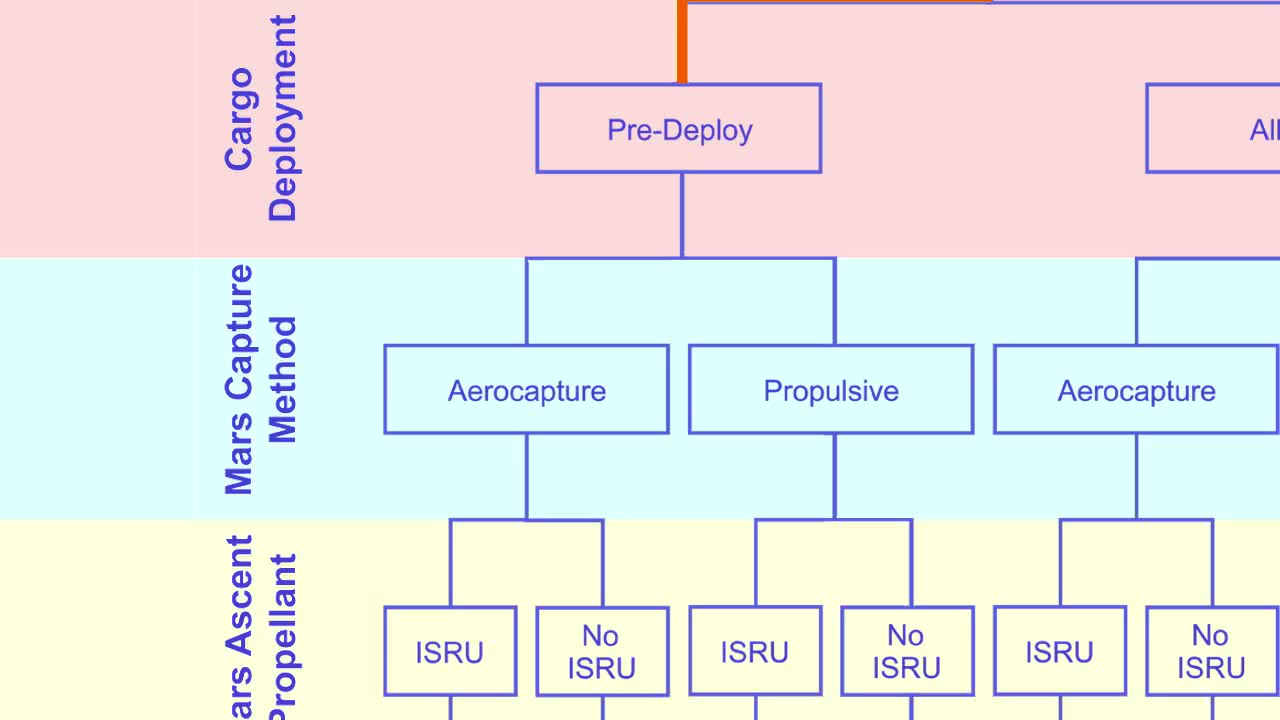 Cargo
Deployment
Pre-Deploy
Mars Capture
Method
Aerocapture
Propulsive
Aerocapture
Ascent
Propellant
ISRU
No
ISRU
ISRU
No
ISRU
ISRU
No
ISRU